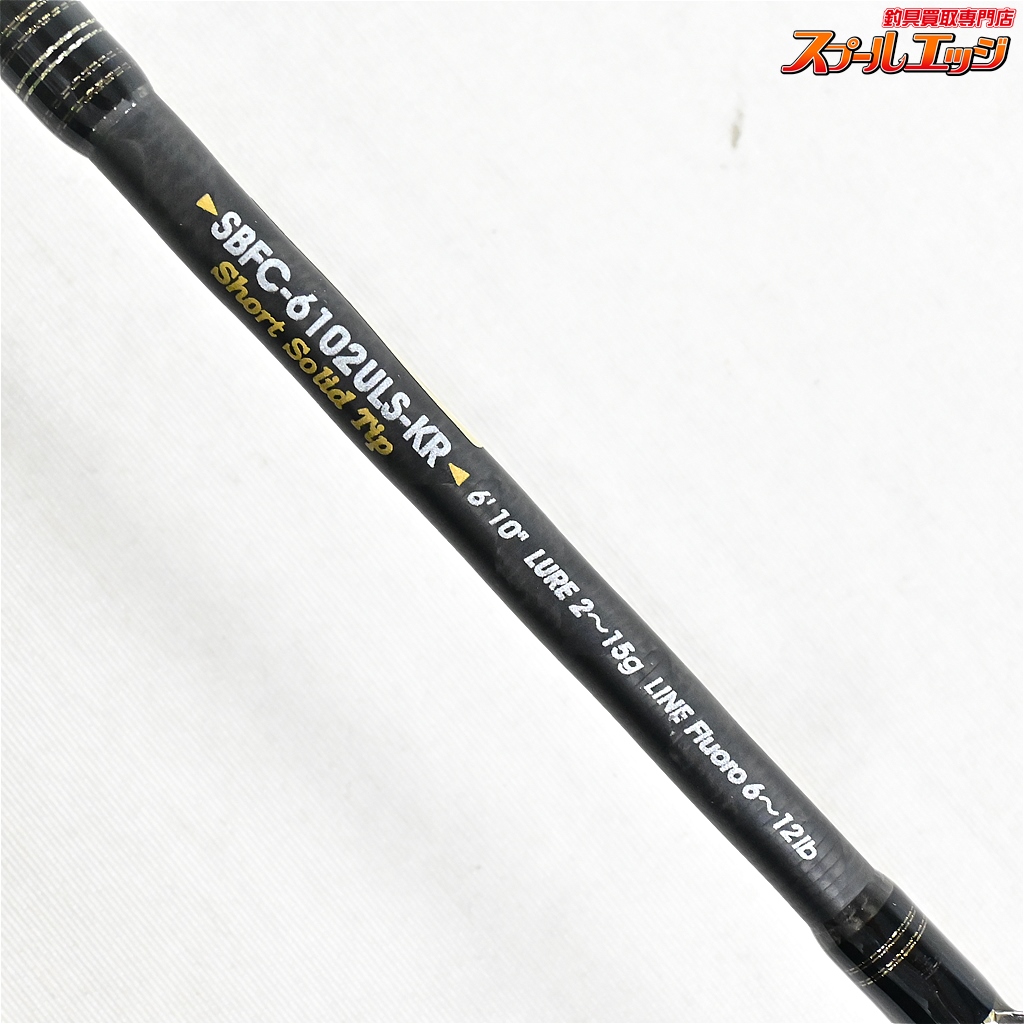 釣具買取専門店
スプールエッジ
SBFC-6102ULS-KR
Short Solid Tip
6'10" LURE 2~15g LINE Fluoro 6~12lb